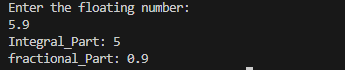 Enter the floating number:
5.9
Integral_Part: 5
fractional_Part: 0.9